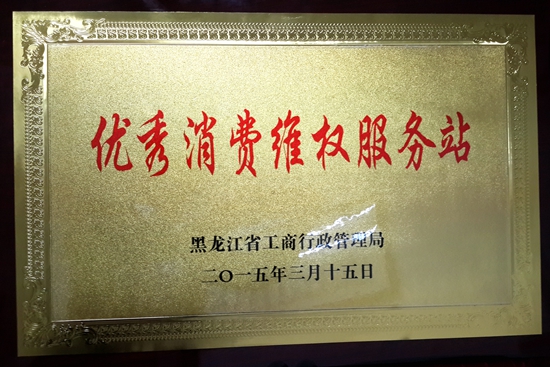 优秀消费维权服务站
黑龙江省工商行政管理局
二〇一五年三月十五日